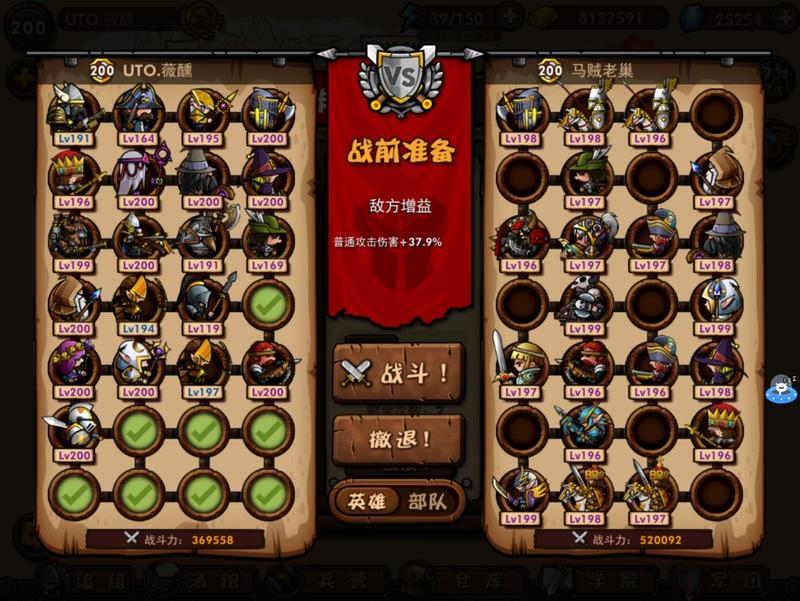 200 UTO.薇醺
39/150
8137591
25254
200 UTO.薇醺
VS
200 马贼老巢
Lv191 Lv164 Lv195 Lv200
Lv196 Lv200 Lv200 Lv200
Lv199 Lv200 Lv191 Lv169
Lv200 Lv194 Lv119
Lv200 Lv200 Lv197 Lv200
Lv200
战斗力: 369558
战前准备
敌方增益
普通攻击伤害+37.9%
战斗!
撤退!
英雄 部队
Lv198 Lv198 Lv196
Lv197 Lv197
Lv196 Lv197 Lv197 Lv198
Lv199 Lv199
Lv197 Lv196 Lv196 Lv198
Lv196 Lv196
Lv199 Lv198 Lv197
战斗力: 520092
编组 酒馆 兵营 仓库 学院 军团